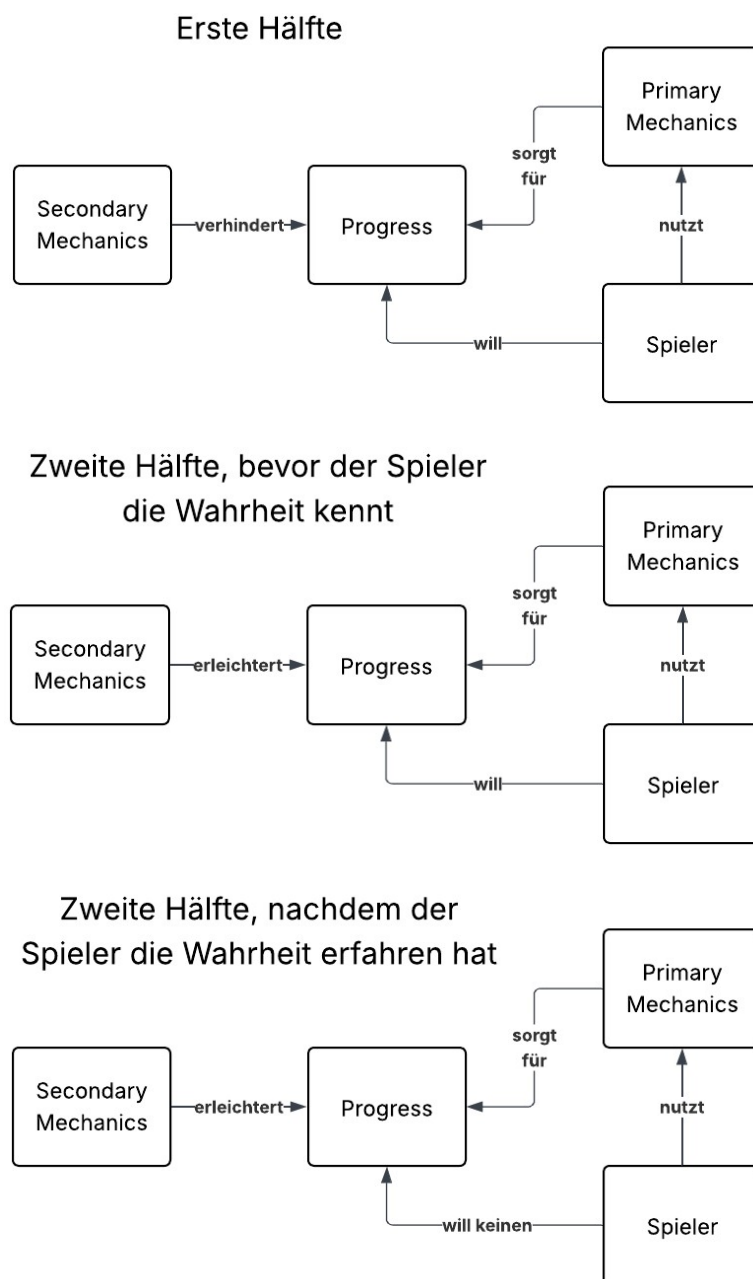 Erste Hälfte
Primary
Mechanics
sorgt
für
Secondary
Mechanics
verhindert
Progress
nutzt
will
Spieler
Zweite Hälfte, bevor der Spieler
die Wahrheit kennt
Primary
Mechanics
sorgt
für
Secondary
Mechanics
erleichtert
Progress
nutzt
will
Spieler
Zweite Hälfte, nachdem der
Spieler die Wahrheit erfahren hat
Primary
Mechanics
sorgt
für
Secondary
Mechanics
erleichtert
Progress
nutzt
will keinen
Spieler